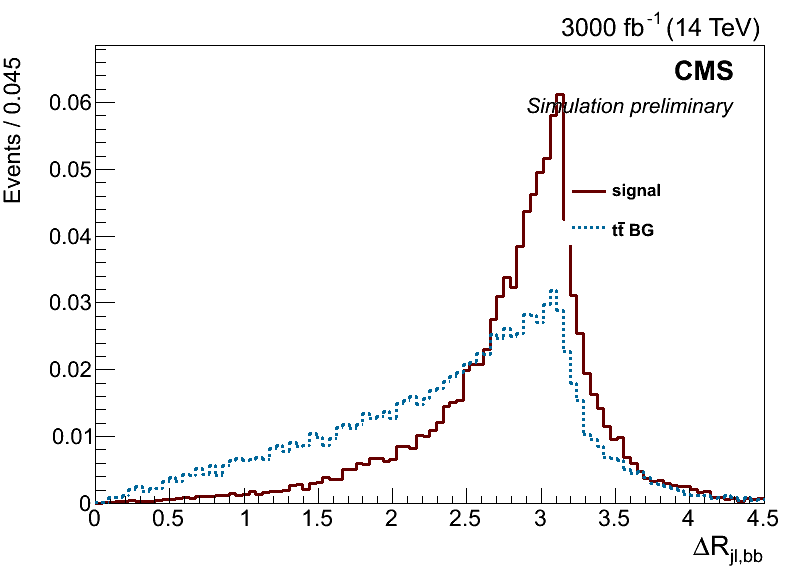 3000 fb⁻¹ (14 TeV)
CMS
Simulation preliminary
Events / 0.045
0.06
0.05
0.04
0.03
0.02
0.01
0
signal
tt̄ BG
0 0.5 1 1.5 2 2.5 3 3.5 4 4.5
ΔR_jl,bb